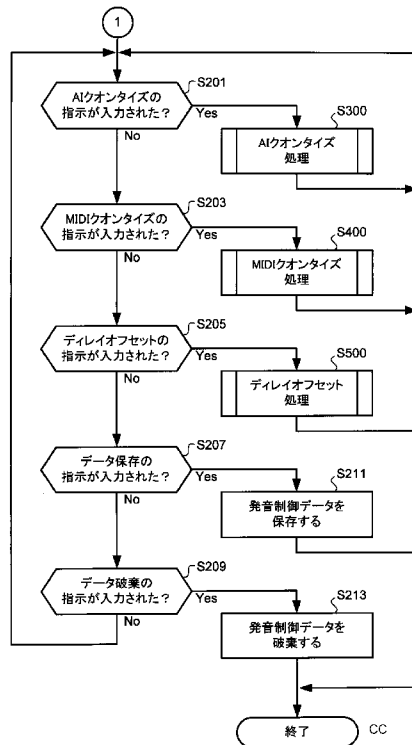 1
S201
AIクオンタイズの
指示が入力された?
Yes
No
S300
AIクオンタイズ
処理
S203
MIDIクオンタイズの
指示が入力された?
Yes
No
S400
MIDIクオンタイズ
処理
S205
ディレイオフセットの
指示が入力された?
Yes
No
S500
ディレイオフセット
処理
S207
データ保存の
指示が入力された?
Yes
No
S211
発音制御データを
保存する
S209
データ破棄の
指示が入力された?
Yes
No
S213
発音制御データを
破棄する
終了
CC